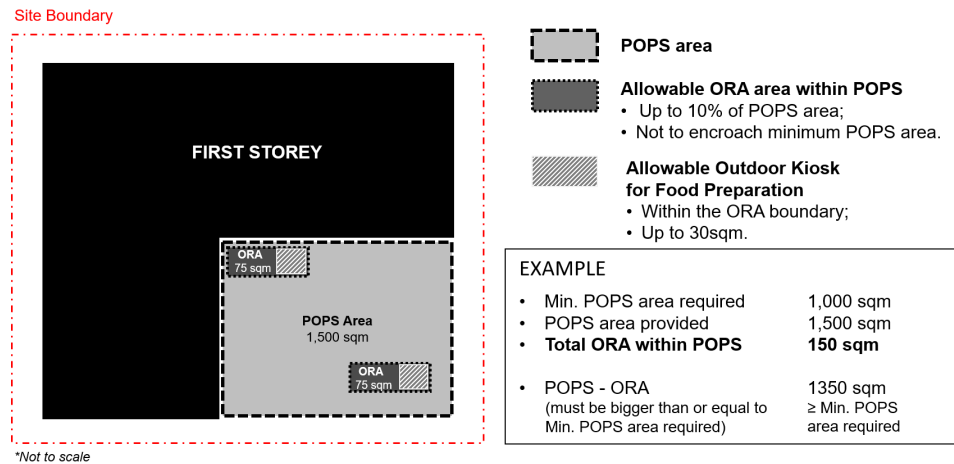 Site Boundary
FIRST STOREY
ORA
75 sqm
POPS Area
1,500 sqm
ORA
75 sqm
*Not to scale
POPS area
Allowable ORA area within POPS
• Up to 10% of POPS area;
• Not to encroach minimum POPS area.
Allowable Outdoor Kiosk
for Food Preparation
• Within the ORA boundary;
• Up to 30sqm.
EXAMPLE
• Min. POPS area required 1,000 sqm
• POPS area provided 1,500 sqm
• Total ORA within POPS 150 sqm
• POPS - ORA 1350 sqm
(must be bigger than or equal to ≥ Min. POPS
Min. POPS area required) area required